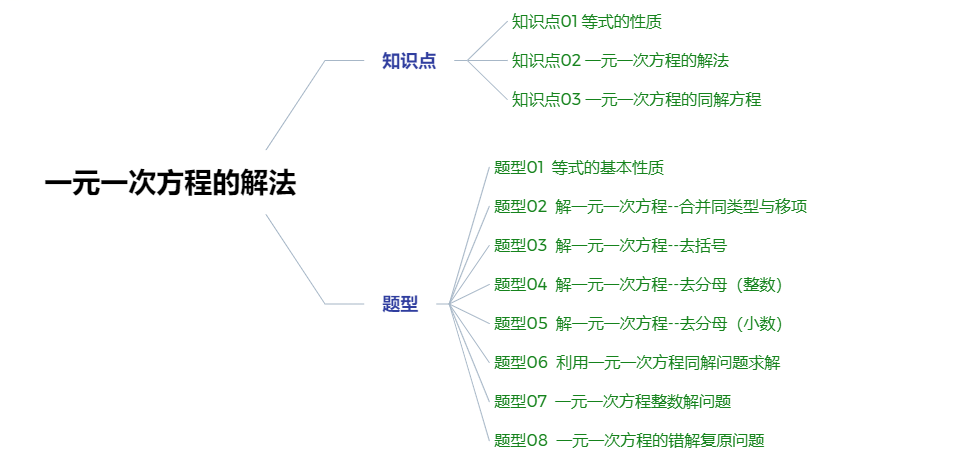 一元一次方程的解法
知识点
知识点01 等式的性质
知识点02 一元一次方程的解法
知识点03 一元一次方程的同解方程
题型
题型01 等式的基本性质
题型02 解一元一次方程--合并同类型与移项
题型03 解一元一次方程--去括号
题型04 解一元一次方程--去分母（整数）
题型05 解一元一次方程--去分母（小数）
题型06 利用一元一次方程同解问题求解
题型07 一元一次方程整数解问题
题型08 一元一次方程的错解复原问题